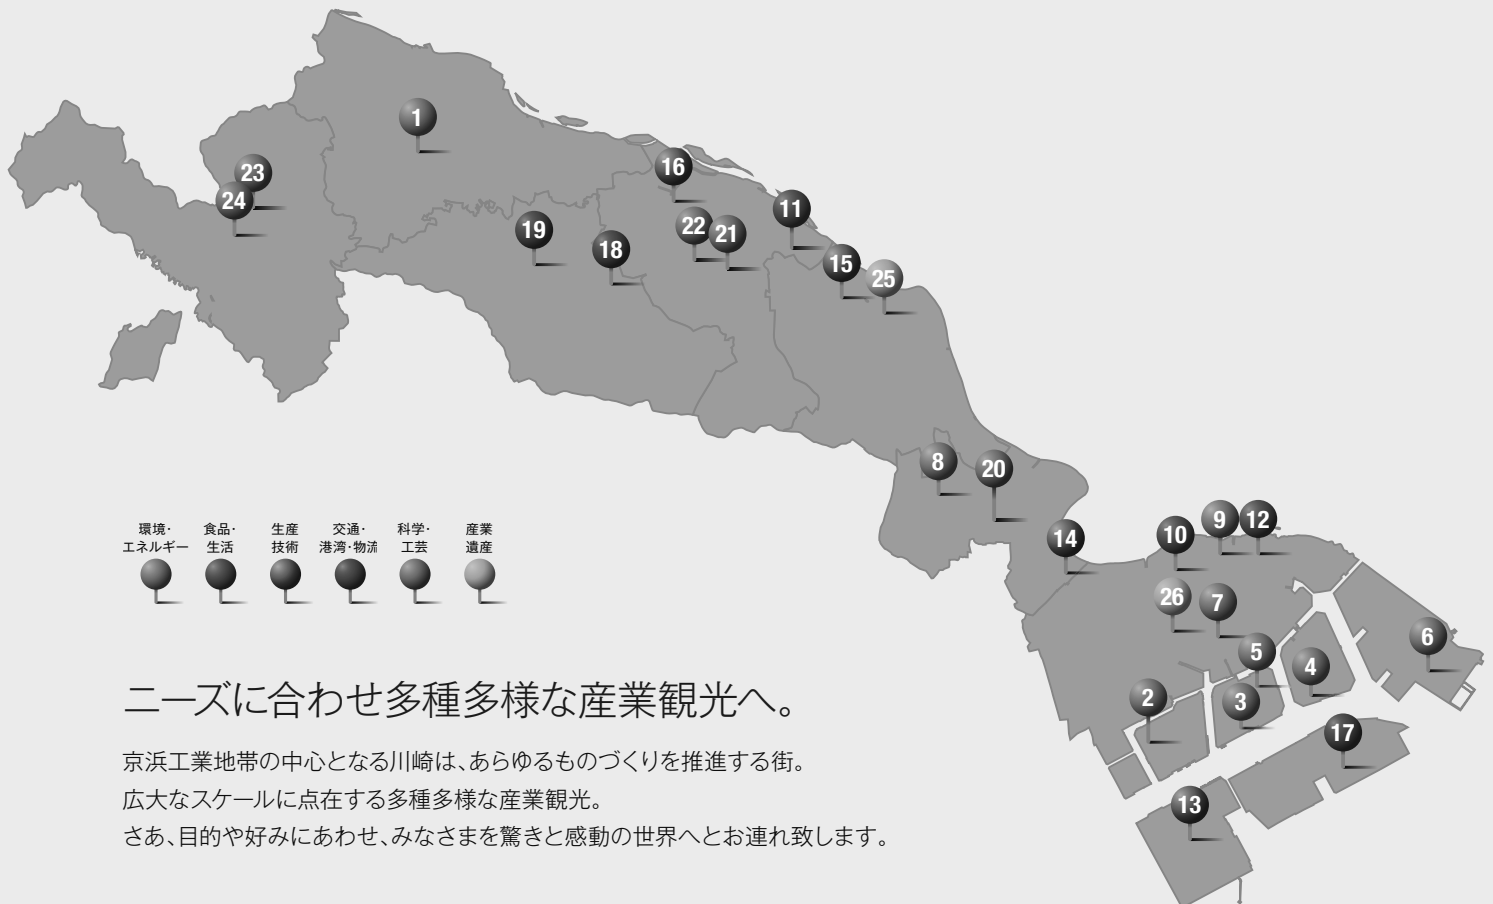 1
23
24
16
19
18
22
21
11
15
25
8
20
14
10
9
12
26
7
6
5
4
2
3
17
13
環境・
エネルギー
食品・
生活
生産
技術
交通・
港湾・物流
科学・
工芸
産業
遺産
ニーズに合わせ多種多様な産業観光へ。
京浜工業地帯の中心となる川崎は、あらゆるものづくりを推進する街。
広大なスケールに点在する多種多様な産業観光。
さあ、目的や好みにあわせ、みなさまを驚きと感動の世界へとお連れ致します。